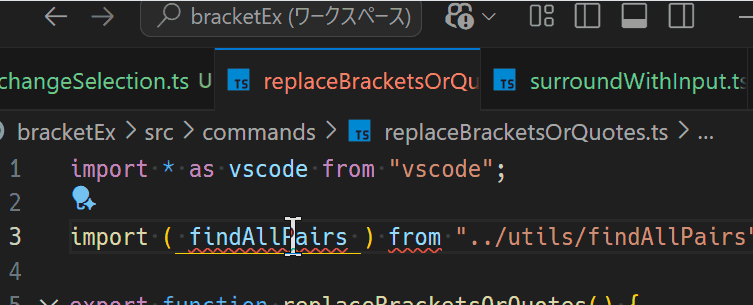 bracketEx (ワークスペース)
changeSelection.ts U
TS replaceBracketsOrQu
TS surroundWithInput.ts
bracketEx > src > commands > TS replaceBracketsOrQuotes.ts > ...
1 import * as vscode from "vscode";
2
3 import ( findAllPairs ) from "../utils/findAllPairs"
4
5 export function replaceBracketsOrQuotes() {